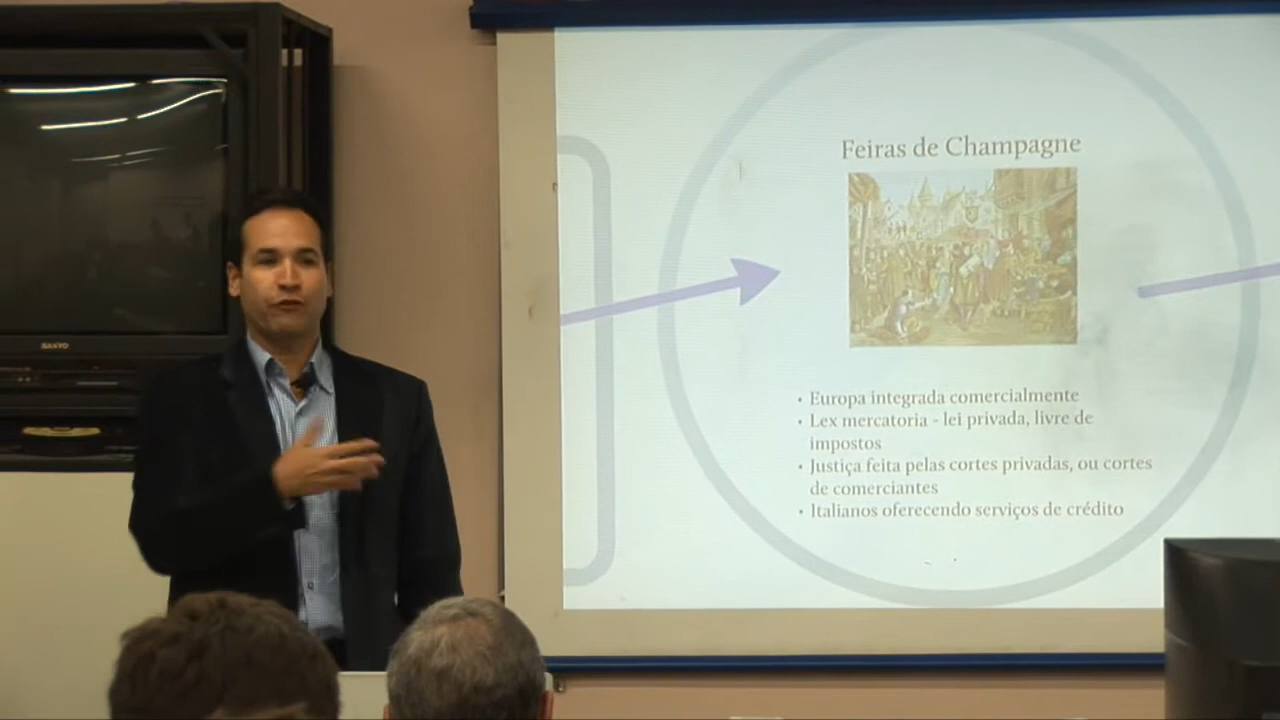 SANYO
Feiras de Champagne
• Europa integrada comercialmente
• Lex mercatoria - lei privada, livre de
impostos
• Justiça feita pelas cortes privadas, ou cortes
de comerciantes
• Italianos oferecendo serviços de crédito